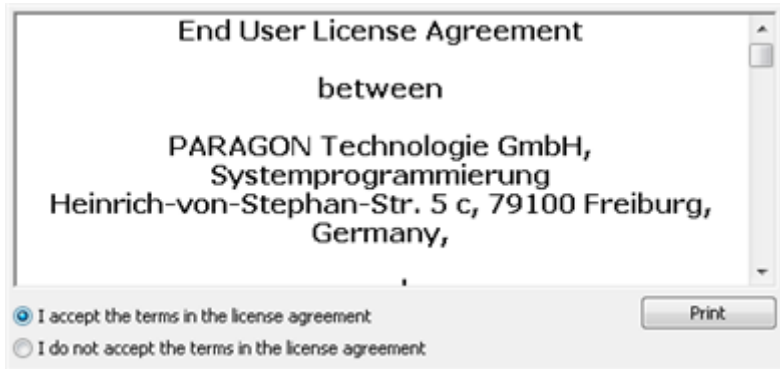 End User License Agreement
between
PARAGON Technologie GmbH,
Systemprogrammierung
Heinrich-von-Stephan-Str. 5 c, 79100 Freiburg,
Germany,
I accept the terms in the license agreement
Print
I do not accept the terms in the license agreement